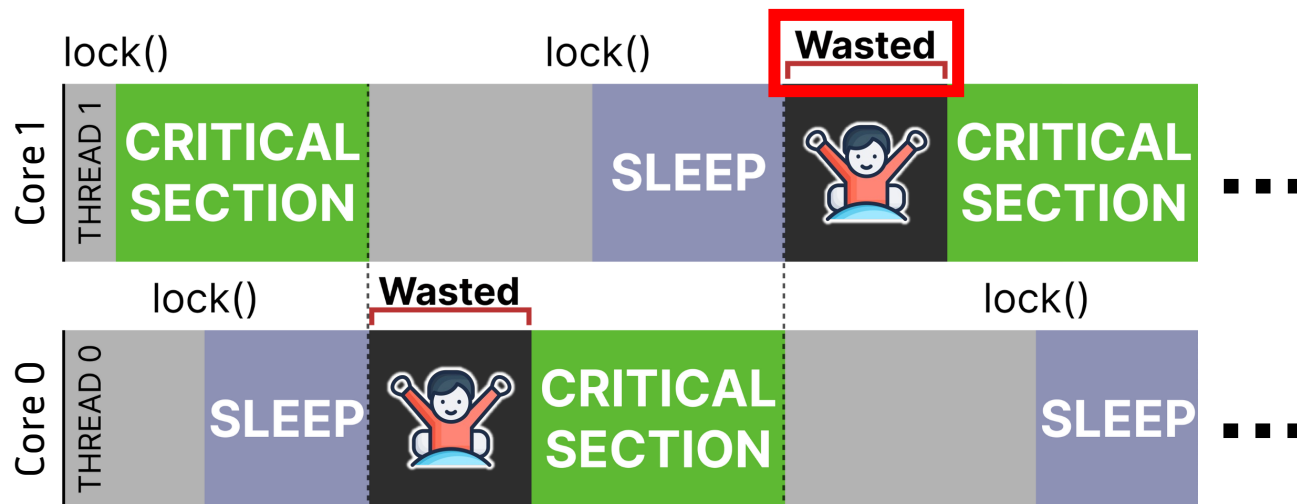 lock()
lock()
Wasted
Core 1
THREAD 1
CRITICAL
SECTION
SLEEP
CRITICAL
SECTION
...
lock()
Wasted
lock()
Core 0
THREAD 0
SLEEP
CRITICAL
SECTION
SLEEP
...